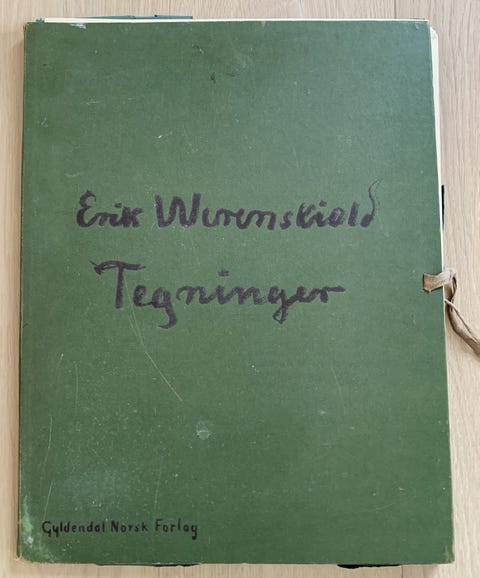 Erik Werenskiold
Tegninger
Gyldendal Norsk Forlag